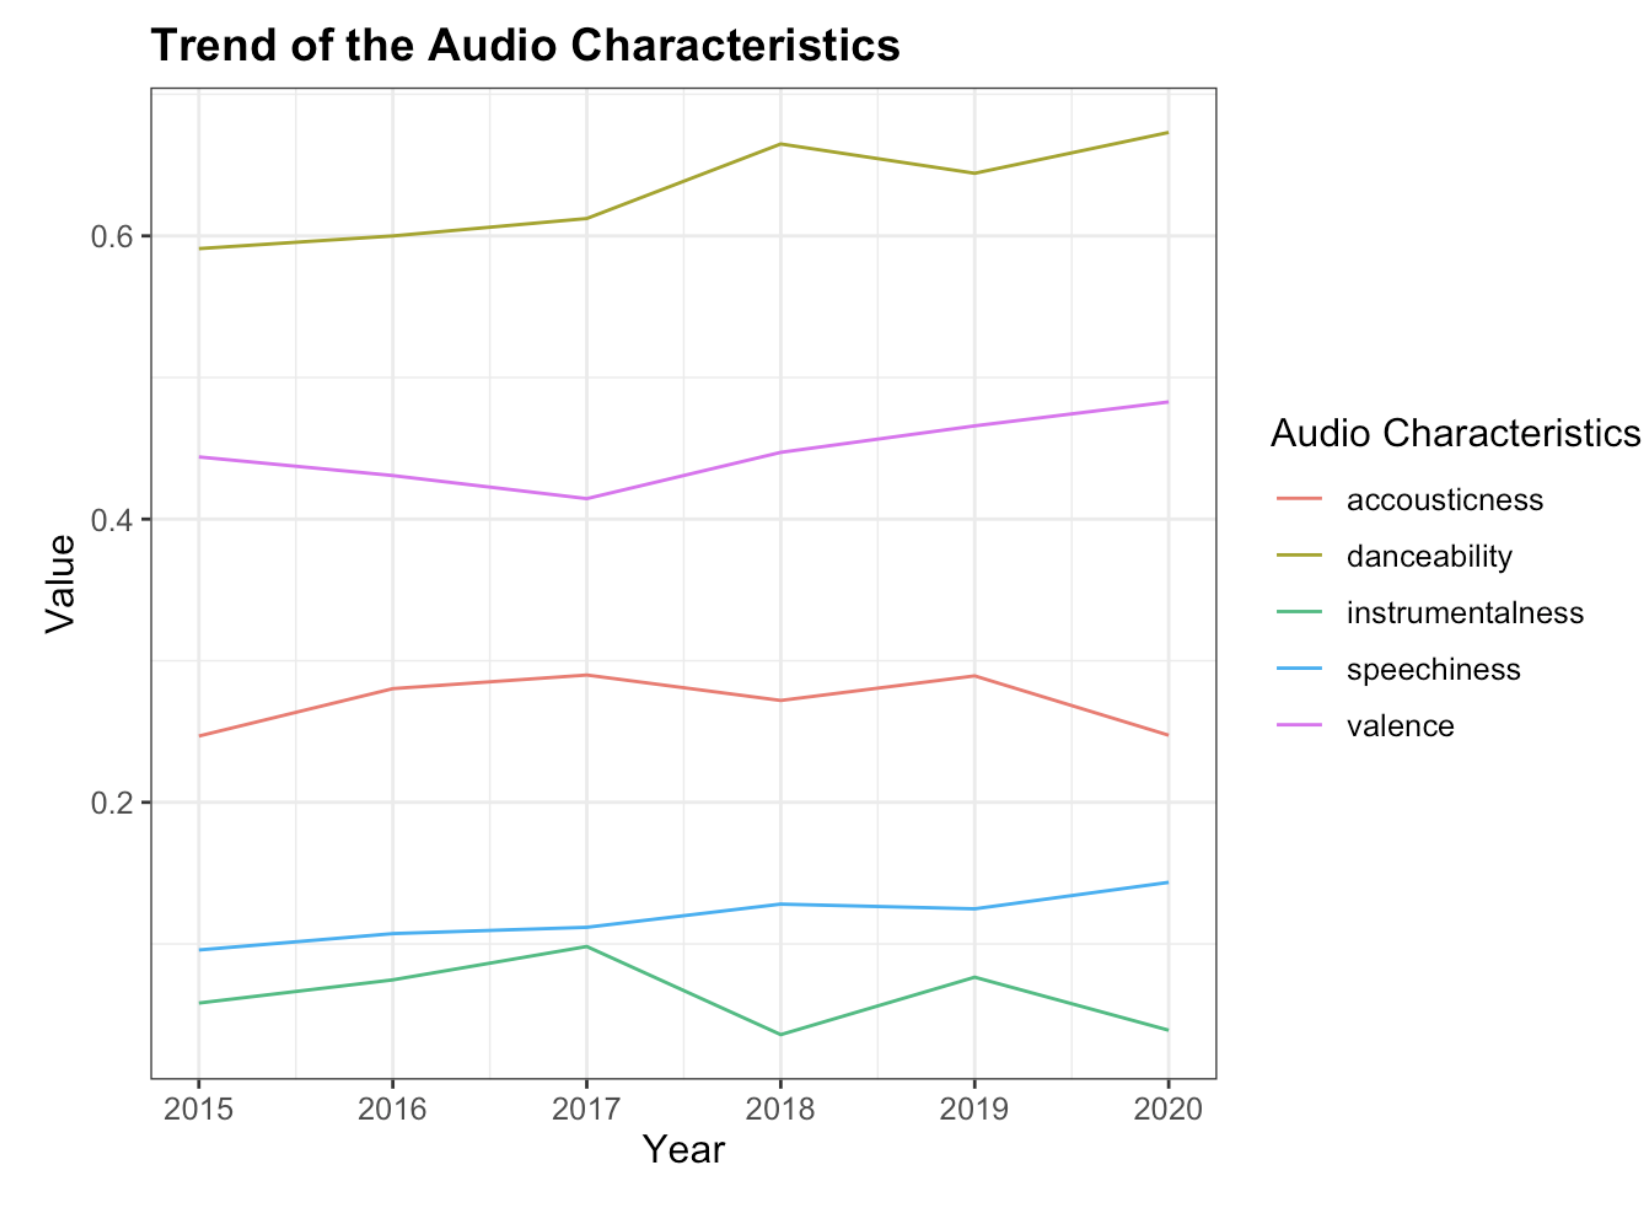 Trend of the Audio Characteristics
0.6
0.4
0.2
Value
2015 2016 2017 2018 2019 2020
Year
Audio Characteristics
accousticness
danceability
instrumentalness
speechiness
valence